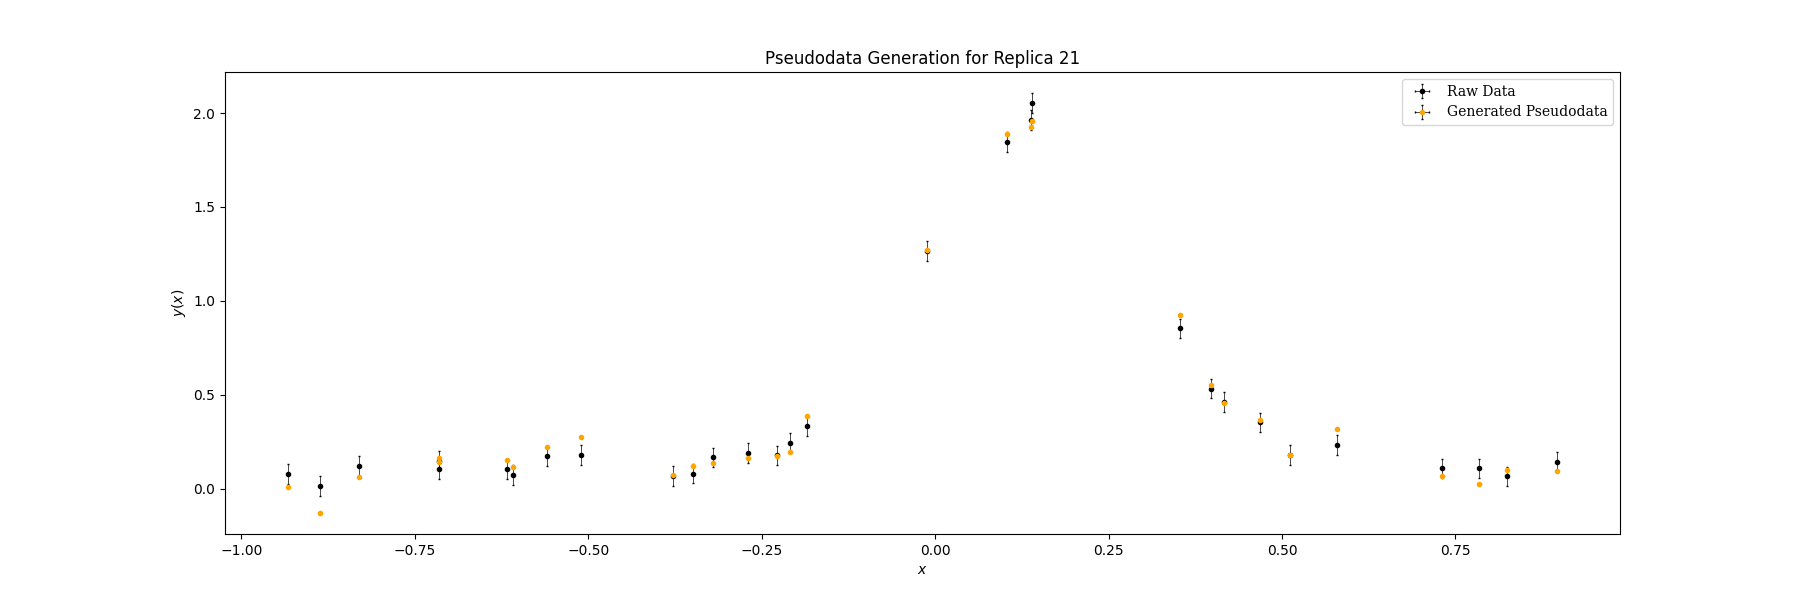 Pseudodata Generation for Replica 21
Raw Data
Generated Pseudodata
2.0
1.5
1.0
0.5
0.0
y(x)
−1.00 −0.75 −0.50 −0.25 0.00 0.25 0.50 0.75
x